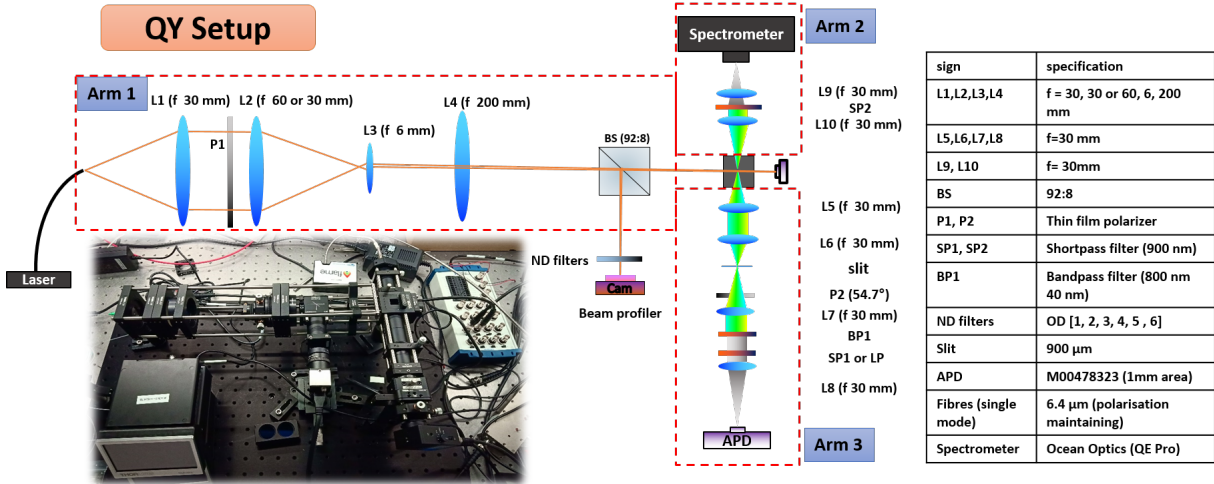 QY Setup
Spectrometer
Arm 2
Arm 1
L1 (f 30 mm)
L2 (f 60 or 30 mm)
L4 (f 200 mm)
L3 (f 6 mm)
P1
BS (92:8)
L9 (f 30 mm)
SP2
L10 (f 30 mm)
L5 (f 30 mm)
L6 (f 30 mm)
slit
P2 (54.7°)
L7 (f 30 mm)
BP1
SP1 or LP
L8 (f 30 mm)
APD
Arm 3
Laser
ND filters
Cam
Beam profiler
flame
sign specification
L1,L2,L3,L4 f = 30, 30 or 60, 6, 200 mm
L5,L6,L7,L8 f=30 mm
L9, L10 f= 30mm
BS 92:8
P1, P2 Thin film polarizer
SP1, SP2 Shortpass filter (900 nm)
BP1 Bandpass filter (800 nm 40 nm)
ND filters OD [1, 2, 3, 4, 5 , 6]
Slit 900 µm
APD M00478323 (1mm area)
Fibres (single mode) 6.4 µm (polarisation maintaining)
Spectrometer Ocean Optics (QE Pro)